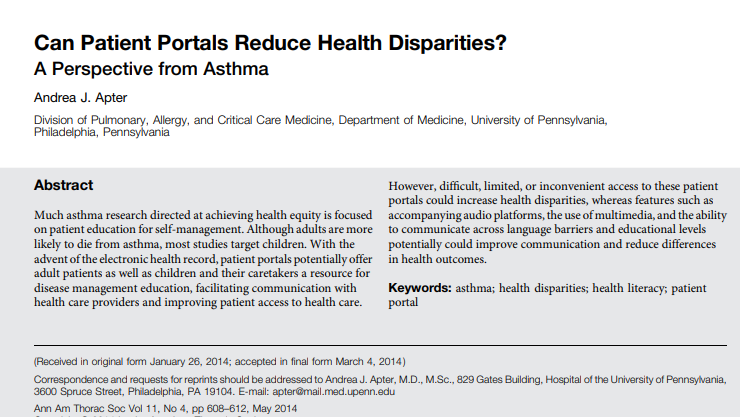 Can Patient Portals Reduce Health Disparities?
A Perspective from Asthma
Andrea J. Apter
Division of Pulmonary, Allergy, and Critical Care Medicine, Department of Medicine, University of Pennsylvania,
Philadelphia, Pennsylvania
Abstract
Much asthma research directed at achieving health equity is focused
on patient education for self-management. Although adults are more
likely to die from asthma, most studies target children. With the
advent of the electronic health record, patient portals potentially offer
adult patients as well as children and their caretakers a resource for
disease management education, facilitating communication with
health care providers and improving patient access to health care.
However, difficult, limited, or inconvenient access to these patient
portals could increase health disparities, whereas features such as
accompanying audio platforms, the use of multimedia, and the ability
to communicate across language barriers and educational levels
potentially could improve communication and reduce differences
in health outcomes.
Keywords: asthma; health disparities; health literacy; patient
portal
(Received in original form January 26, 2014; accepted in final form March 4, 2014)
Correspondence and requests for reprints should be addressed to Andrea J. Apter, M.D., M.Sc., 829 Gates Building, Hospital of the University of Pennsylvania,
3600 Spruce Street, Philadelphia, PA 19104. E-mail: apter@mail.med.upenn.edu
Ann Am Thorac Soc Vol 11, No 4, pp 608–612, May 2014